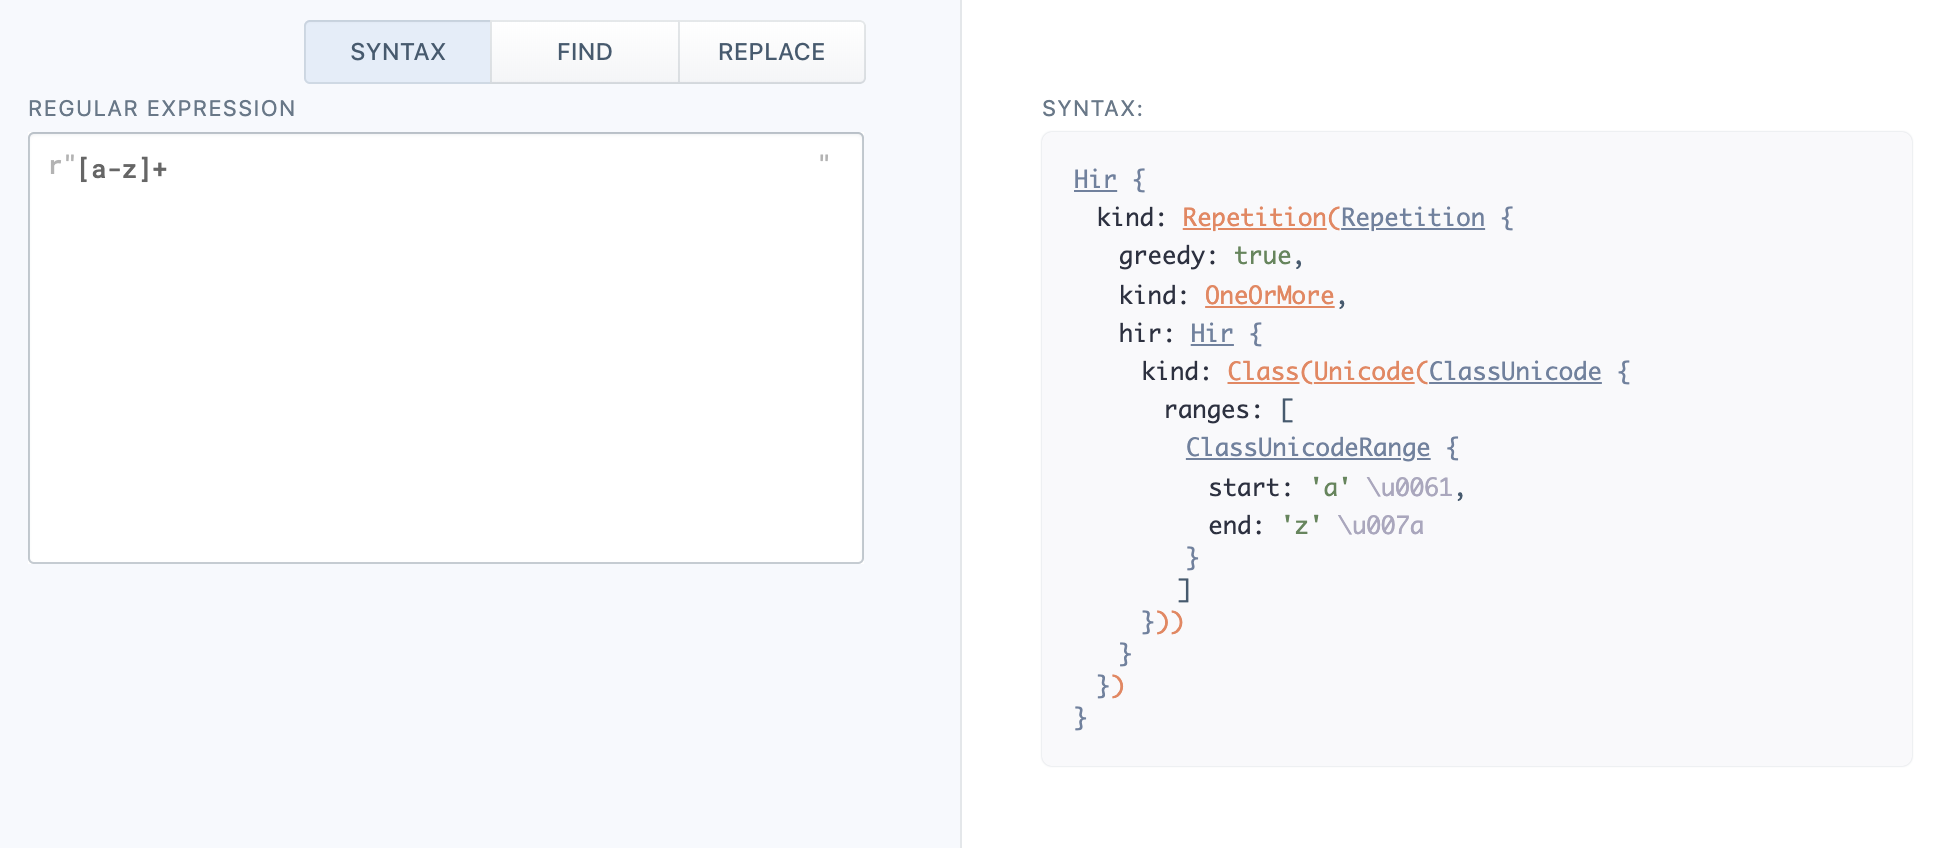 SYNTAX FIND REPLACE
REGULAR EXPRESSION
r"[a-z]+ "
SYNTAX:
Hir {
kind: Repetition(Repetition {
greedy: true,
kind: OneOrMore,
hir: Hir {
kind: Class(Unicode(ClassUnicode {
ranges: [
ClassUnicodeRange {
start: 'a' \u0061,
end: 'z' \u007a
}
]
}))
}
})
}